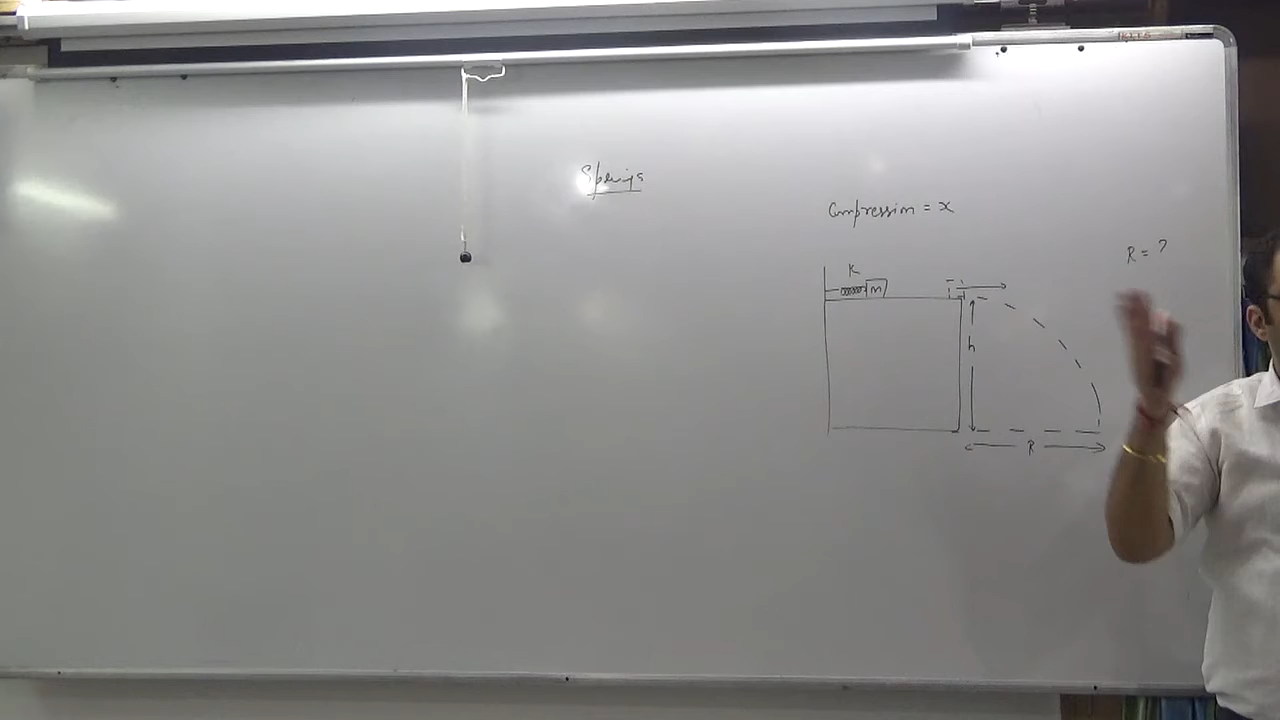 Springs
Compression = x
R = ?
K
m
h
R